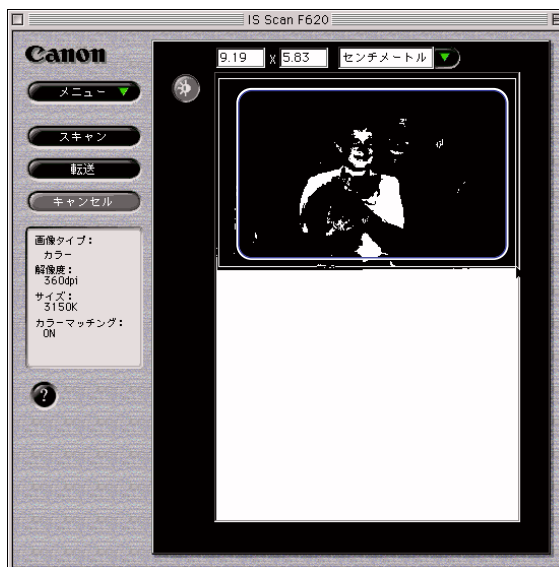 IS Scan F620
Canon
9.19 x 5.83 センチメートル
メニュー
スキャン
転送
キャンセル
画像タイプ：
カラー
解像度：
360dpi
サイズ：
3150K
カラーマッチング：
ON
?